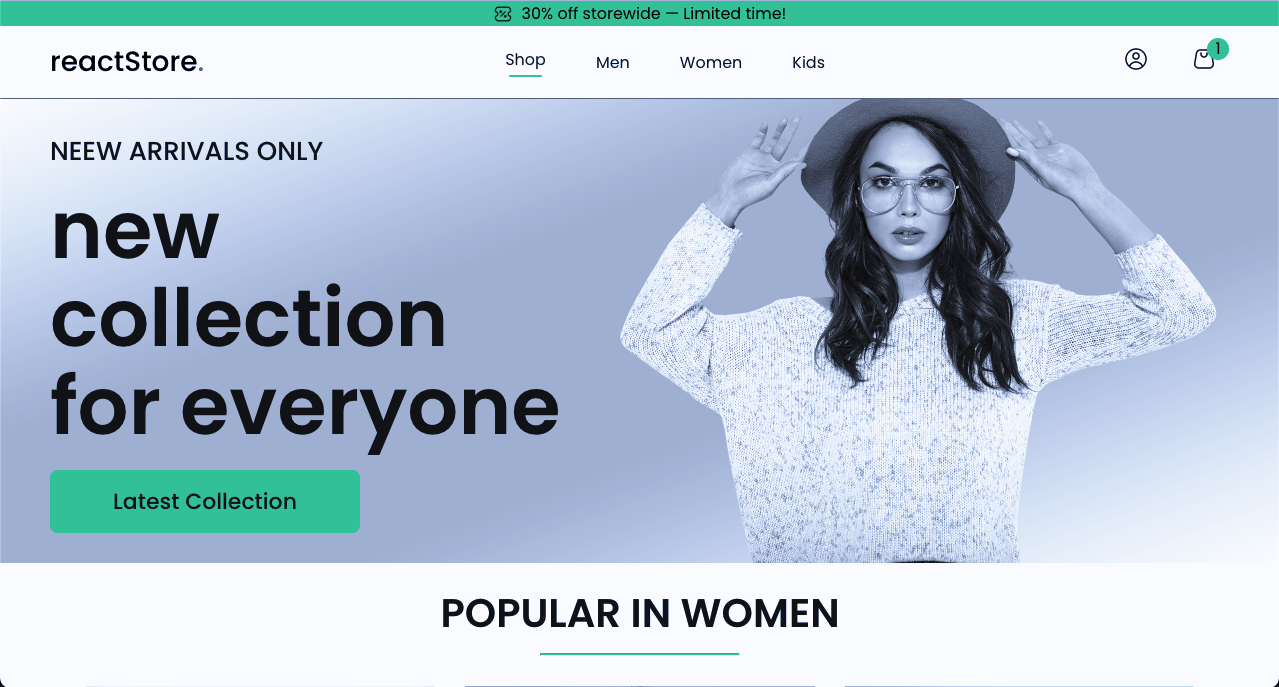 30% off storewide — Limited time!
reactStore.
Shop
Men
Women
Kids
1
NEEW ARRIVALS ONLY
new
collection
for everyone
Latest Collection
POPULAR IN WOMEN